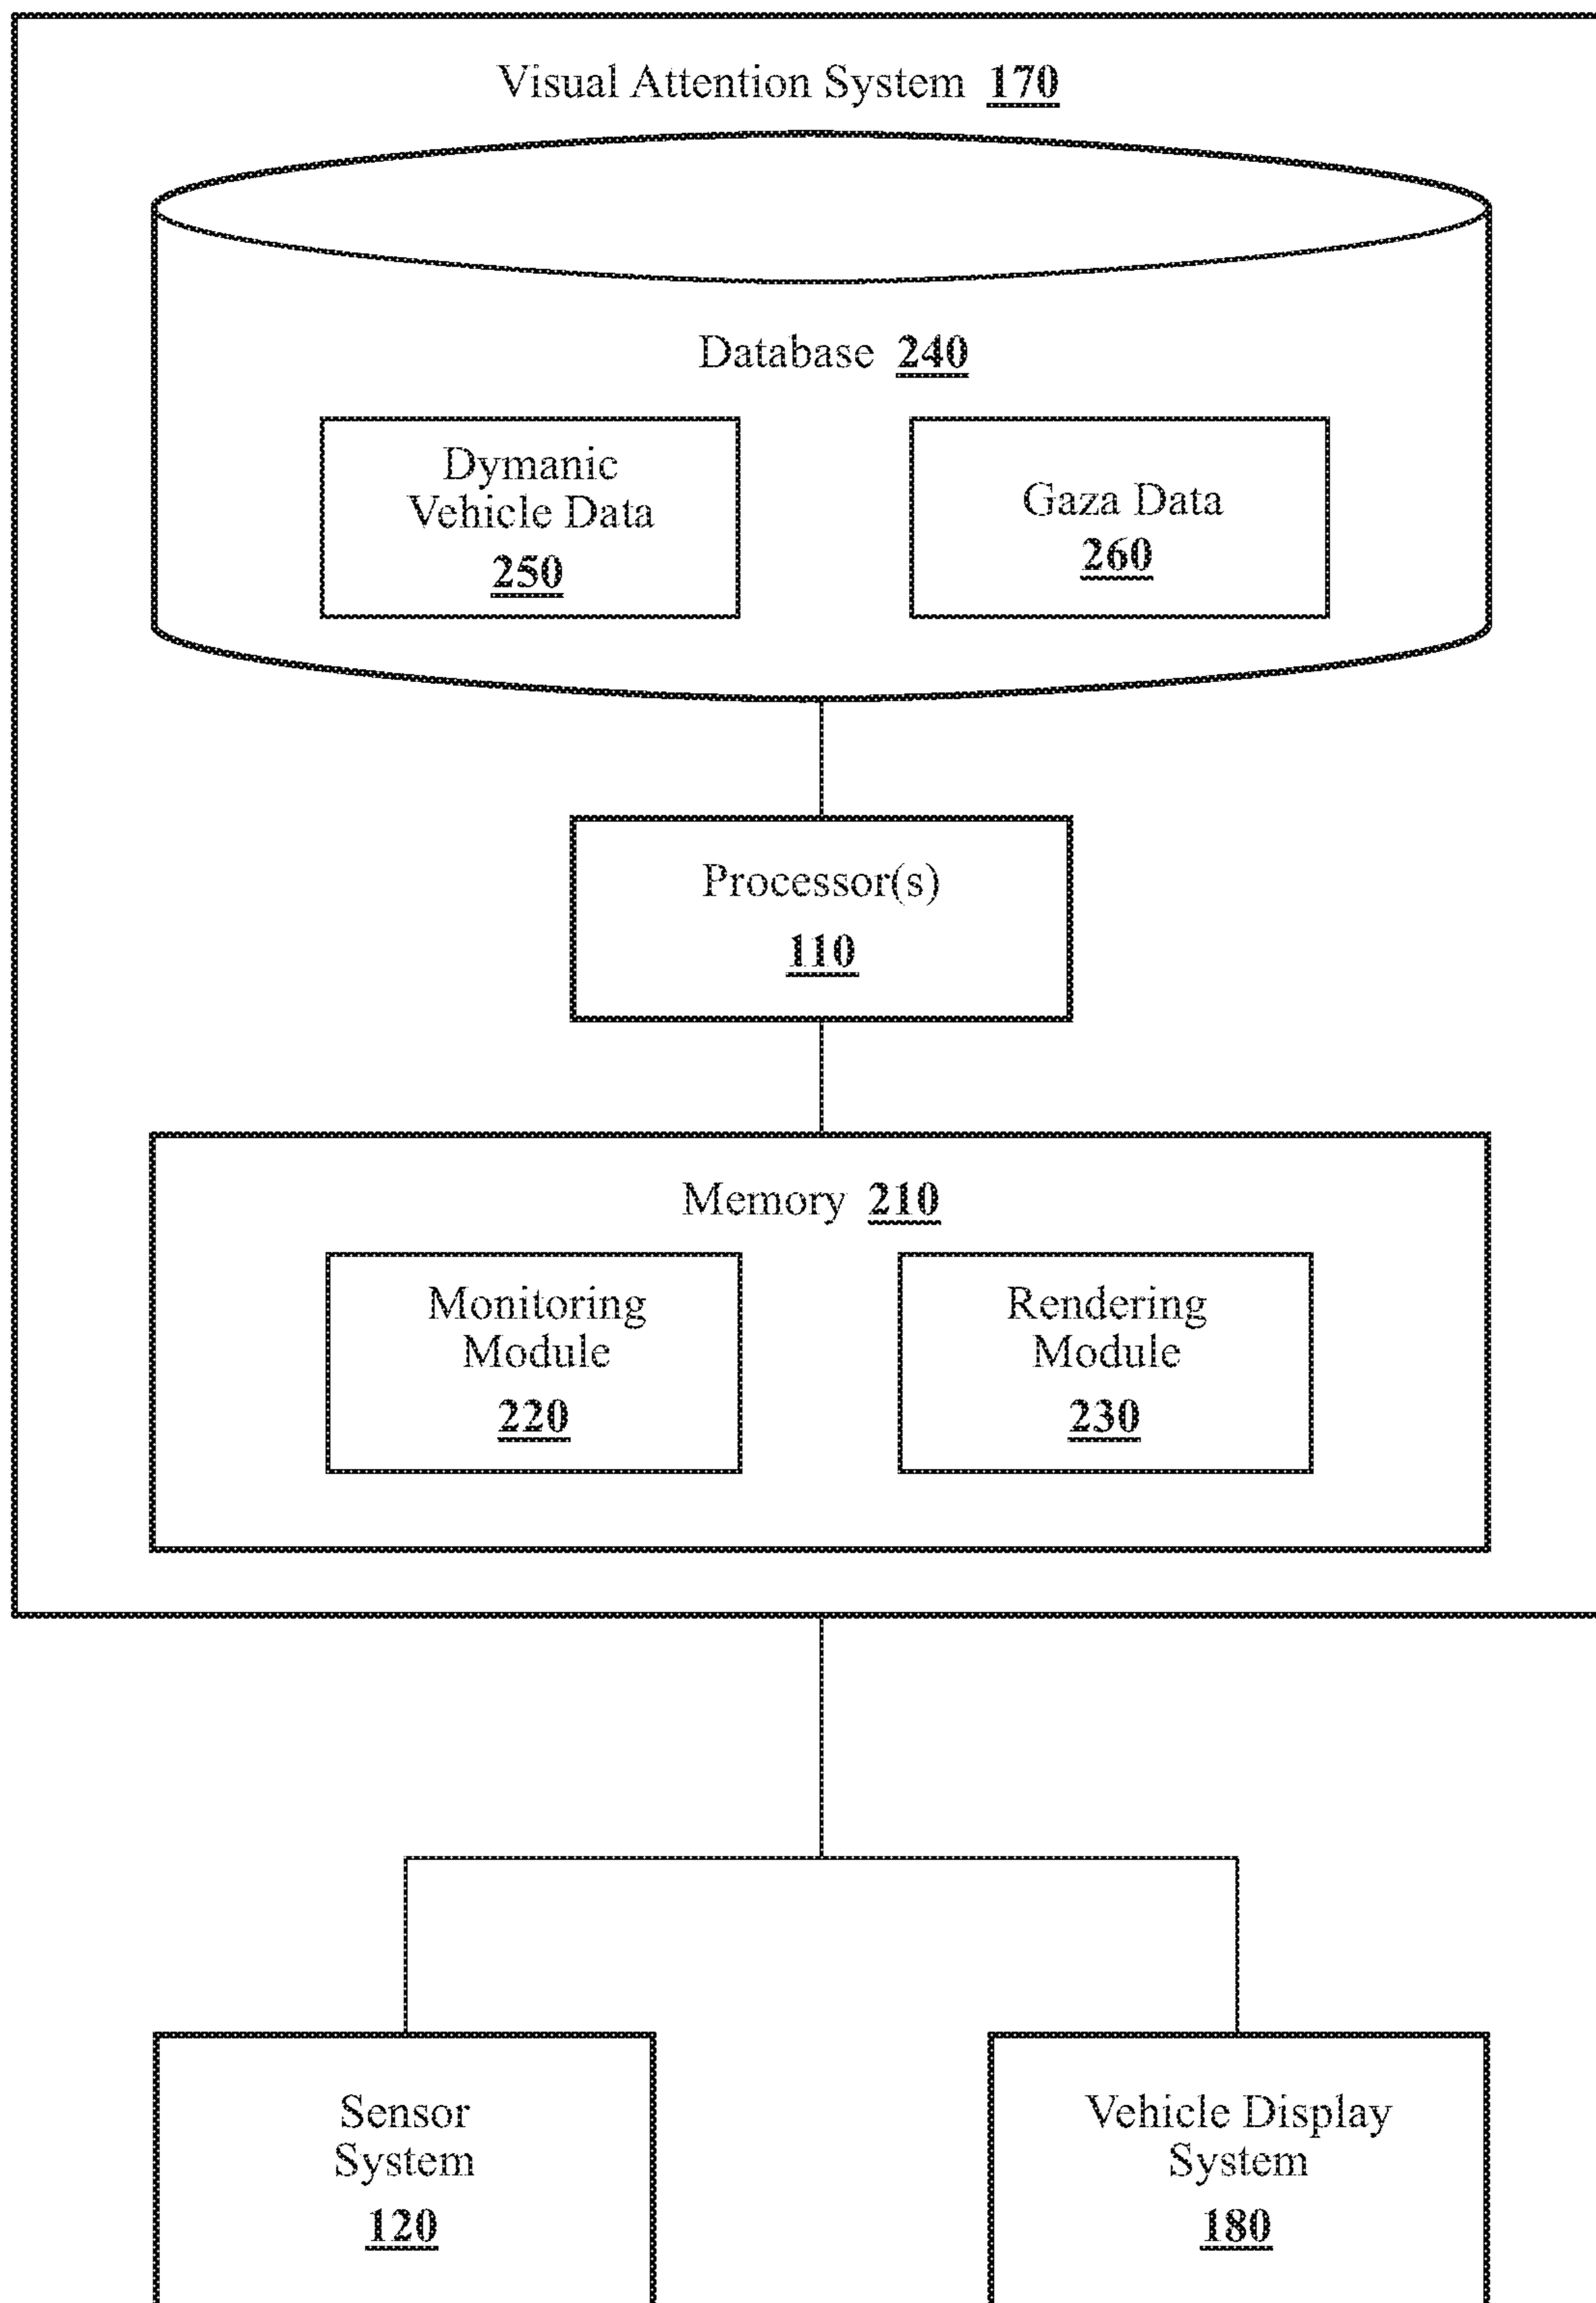 Visual Attention System 170
Database 240
Dymanic
Vehicle Data
250
Gaza Data
260
Processor(s)
110
Memory 210
Monitoring
Module
220
Rendering
Module
230
Sensor
System
120
Vehicle Display
System
180